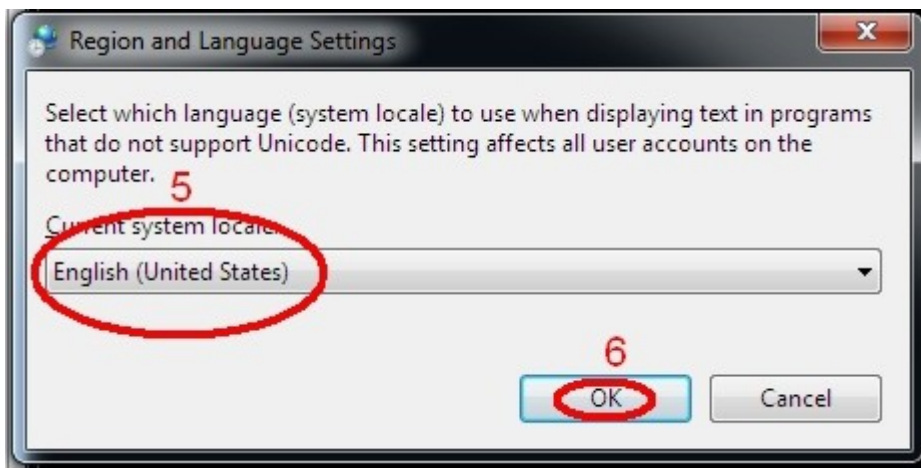 Region and Language Settings
Select which language (system locale) to use when displaying text in programs
that do not support Unicode. This setting affects all user accounts on the
computer.
5
Current system locale:
English (United States)
6
OK
Cancel